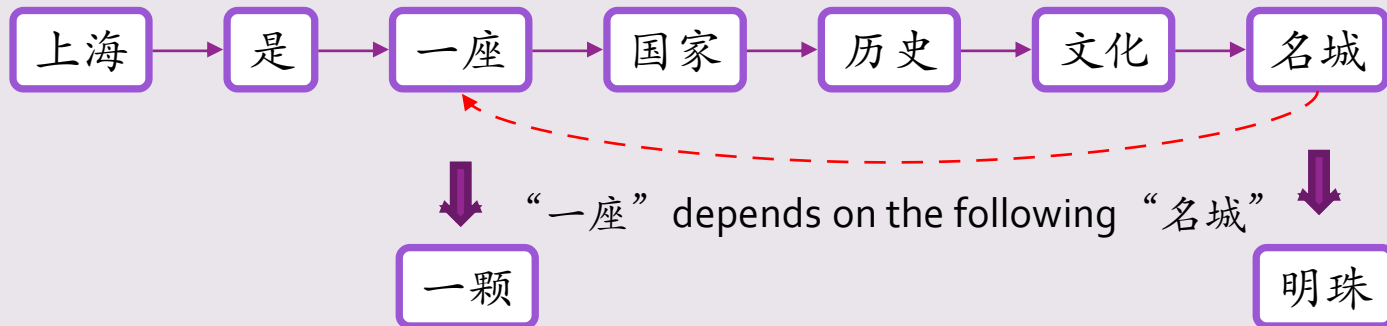 上海 是 一座 国家 历史 文化 名城
“一座”depends on the following“名城”
一颗 明珠